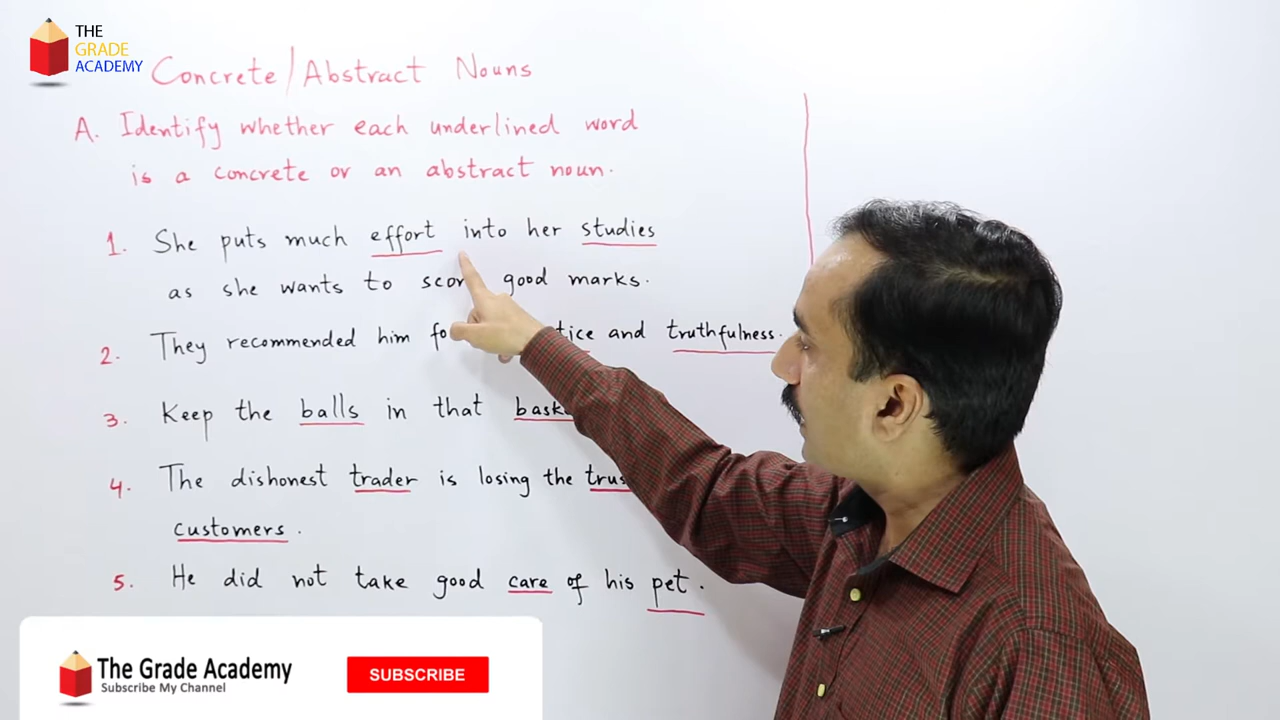 THE
GRADE
ACADEMY
Concrete/Abstract Nouns
A. Identify whether each underlined word
is a concrete or an abstract noun.
1. She puts much effort into her studies
as she wants to scor good marks.
2. They recommended him fo tice and truthfulness.
3. Keep the balls in that bask
4. The dishonest trader is losing the trus
customers.
5. He did not take good care of his pet.
The Grade Academy
Subscribe My Channel
SUBSCRIBE